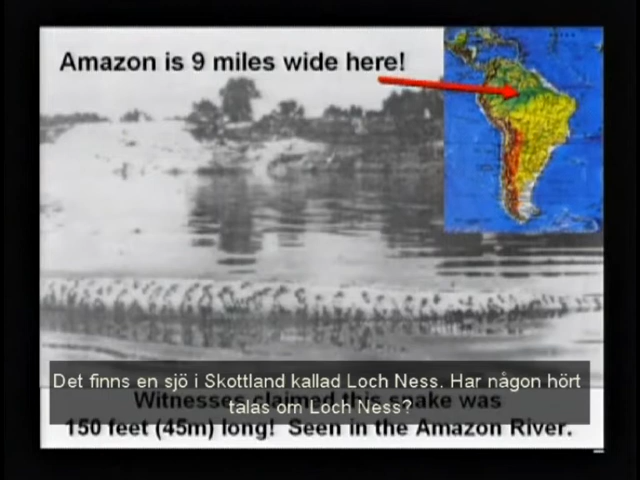 Amazon is 9 miles wide here!
Det finns en sjö i Skottland kallad Loch Ness. Har någon hört
talas om Loch Ness?
Witnesses claimed this snake was
150 feet (45m) long! Seen in the Amazon River.